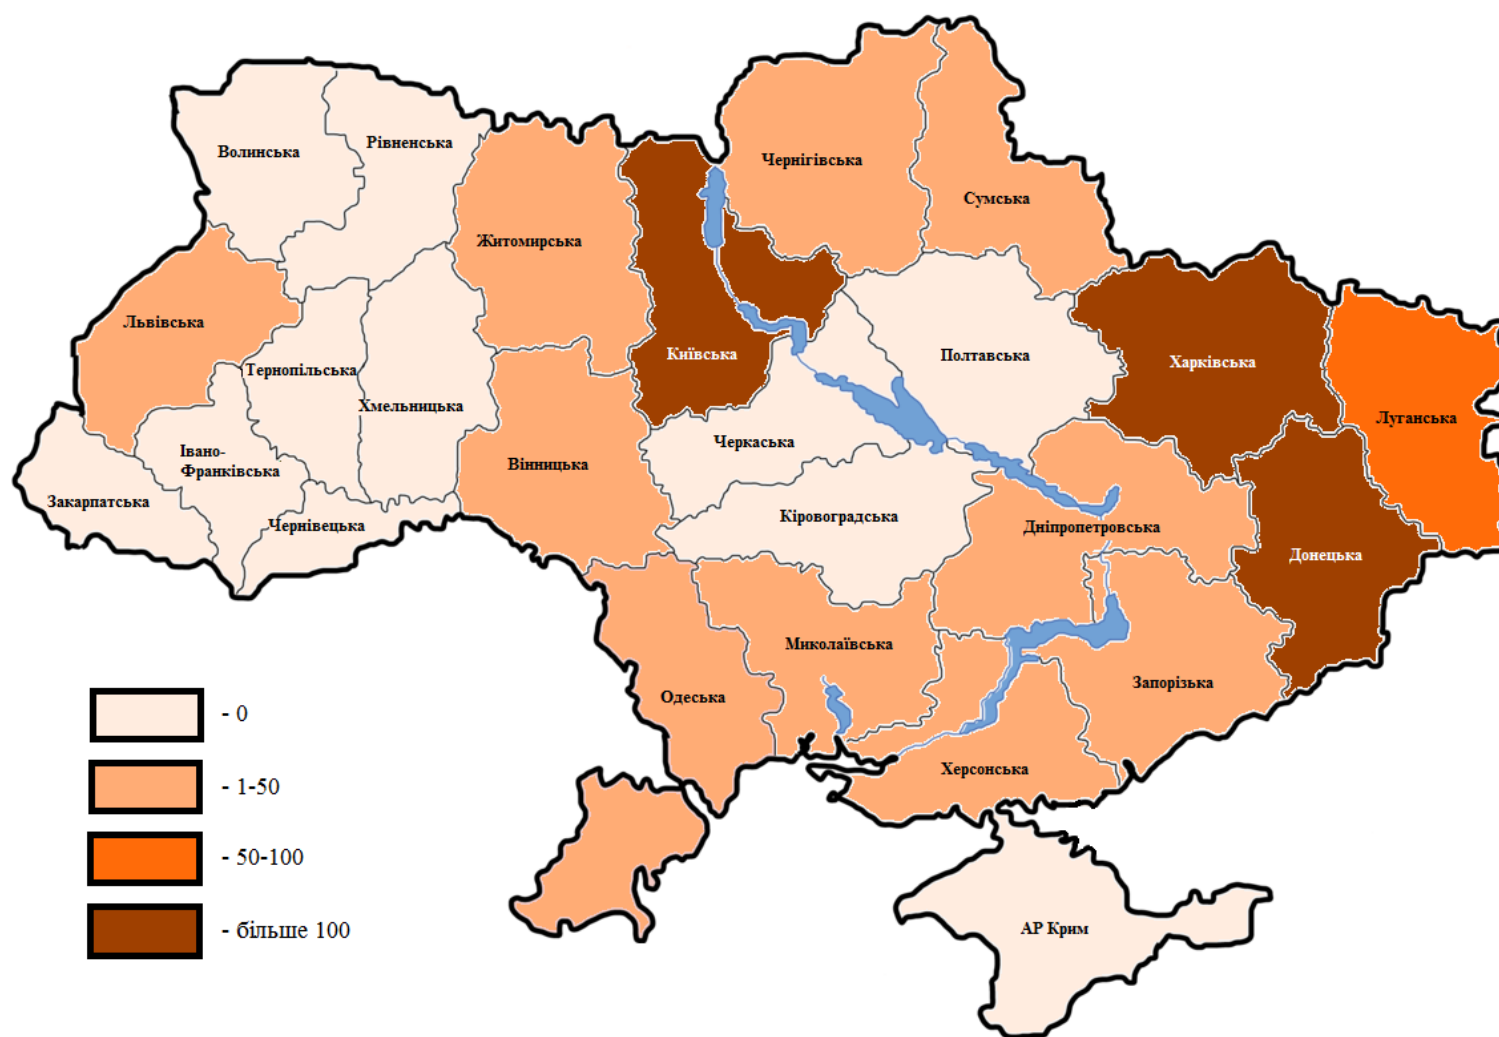 Волинська
Рівненська
Чернігівська
Сумська
Житомирська
Львівська
Київська
Полтавська
Харківська
Тернопільська
Хмельницька
Луганська
Черкаська
Івано-
Франківська
Вінницька
Закарпатська
Чернівецька
Кіровоградська
Дніпропетровська
Донецька
Миколаївська
Одеська
Запорізька
Херсонська
АР Крим
- 0
- 1-50
- 50-100
- більше 100